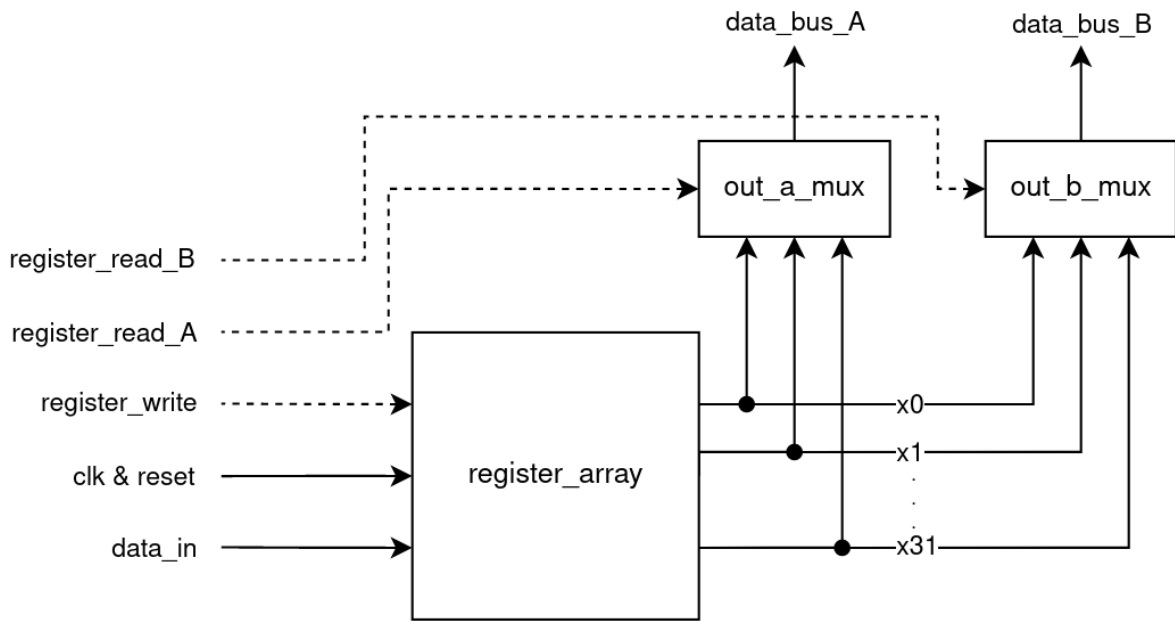 data_bus_A
data_bus_B
out_a_mux
out_b_mux
register_read_B
register_read_A
register_write
x0
x1
clk & reset
register_array
data_in
x31